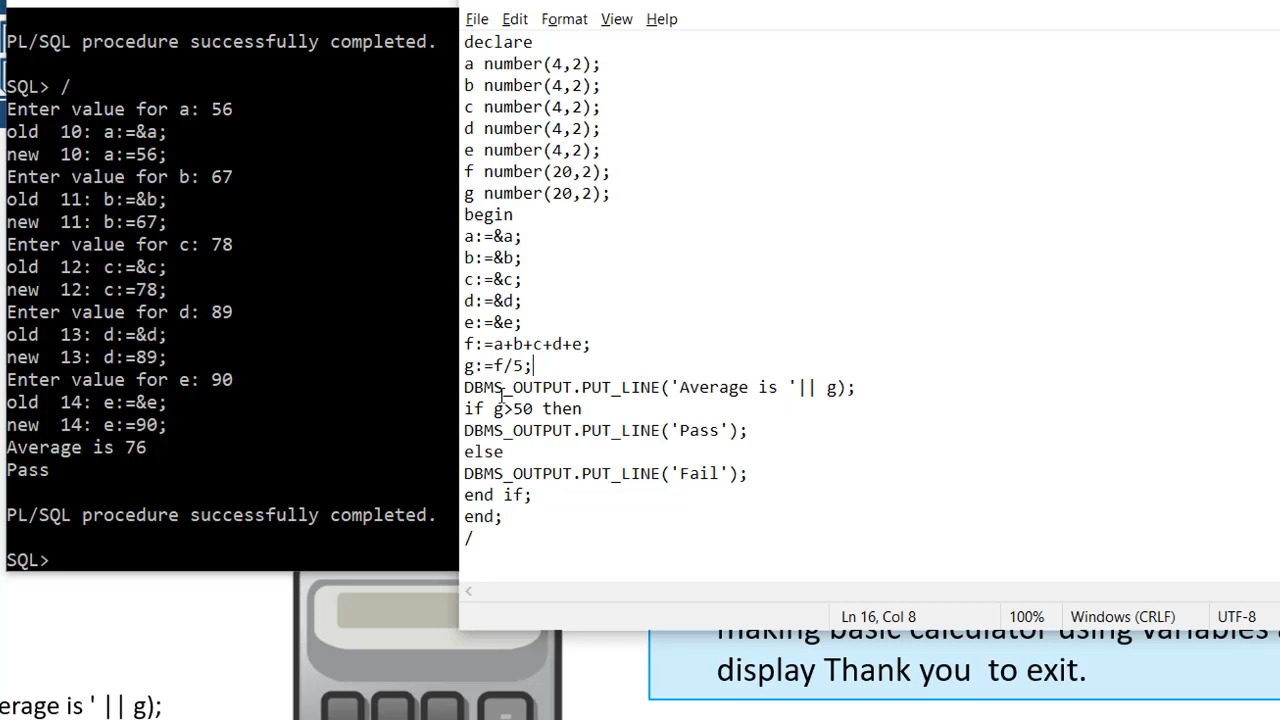 PL/SQL procedure successfully completed.
SQL> /
Enter value for a: 56
old  10: a:=&a;
new  10: a:=56;
Enter value for b: 67
old  11: b:=&b;
new  11: b:=67;
Enter value for c: 78
old  12: c:=&c;
new  12: c:=78;
Enter value for d: 89
old  13: d:=&d;
new  13: d:=89;
Enter value for e: 90
old  14: e:=&e;
new  14: e:=90;
Average is 76
Pass
PL/SQL procedure successfully completed.
SQL>
File Edit Format View Help
declare
a number(4,2);
b number(4,2);
c number(4,2);
d number(4,2);
e number(4,2);
f number(20,2);
g number(20,2);
begin
a:=&a;
b:=&b;
c:=&c;
d:=&d;
e:=&e;
f:=a+b+c+d+e;
g:=f/5;
DBMS_OUTPUT.PUT_LINE('Average is '|| g);
if g>50 then
DBMS_OUTPUT.PUT_LINE('Pass');
else
DBMS_OUTPUT.PUT_LINE('Fail');
end if;
end;
/
Ln 16, Col 8 100% Windows (CRLF) UTF-8
making basic calculator using variables
display Thank you to exit.
erage is ' || g);